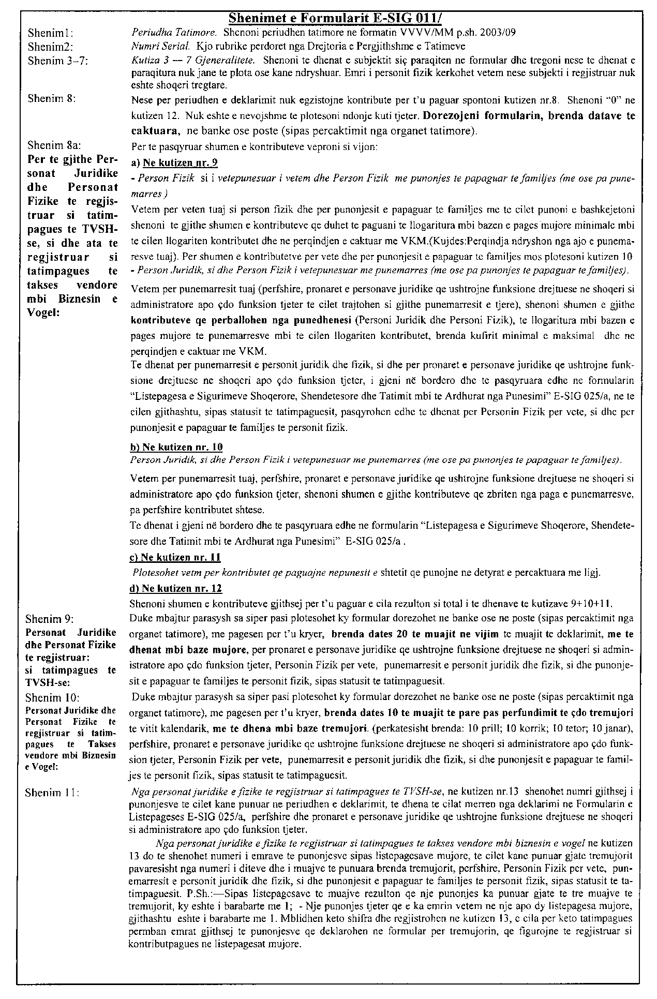 Shenimet e Formularit E-SIG 011/
Shenim1: Periudha Tatimore. Shenoni periudhen tatimore ne formatin VVVV/MM p.sh. 2003/09
Shenim2: Numri Serial. Kjo rubrike perdoret nga Drejtoria e Pergjithshme e Tatimeve
Shenim 3–7: Kutiza 3 — 7 Gjeneralitete. Shenoni te dhenat e subjektit siç paraqiten ne formular dhe tregoni nese te dhenat e
paraqitura nuk jane te plota ose kane ndryshuar. Emri i personit fizik kerkohet vetem nese subjekti i regjistruar nuk
eshte shoqeri tregtare.
Shenim 8: Nese per periudhen e deklarimit nuk egzistojne kontribute per t’u paguar spontoni kutizen nr.8. Shenoni “0” ne
kutizen 12. Nuk eshte e nevojshme te plotesoni ndonje kuti tjeter. Dorezojeni formularin, brenda datave te
caktuara, ne banke ose poste (sipas percaktimit nga organet tatimore).
Shenim 8a:
Per te gjithe Per-
sonat Juridike
dhe Personat
Fizike te regjis-
truar si tatim-
pagues te TVSH-
se, si dhe ata te
regjistruar si
tatimpagues te
takses vendore
mbi Biznesin e
Vogel:
Per te pasqyruar shumen e kontributeve veproni si vijon:
a) Ne kutizen nr. 9
- Person Fizik si i vetepunesuar i vetem dhe Person Fizik me punonjes te papaguar te familjes (me ose pa pune-
marres )
Vetem per veten tuaj si person fizik dhe per punonjesit e papaguar te familjes me te cilet punoni e bashkejetoni
shenoni te gjithe shumen e kontributeve qe duhet te paguani te llogaritura mbi bazen e pages mujore minimale mbi
te cilen llogariten kontributet dhe ne perqindjen e caktuar me VKM.(Kujdes:Perqindja ndryshon nga ajo e punema-
resve tuaj). Per shumen e kontributetve per vete dhe per punonjesit e papaguar te familjes mos plotesoni kutizen 10
- Person Juridik, si dhe Person Fizik i vetepunesuar me punemarres (me ose pa punonjes te papaguar te familjes).
Vetem per punemarresit tuaj (perfshire, pronaret e personave juridike qe ushtrojne funksione drejtuese ne shoqeri si
administratore apo çdo funksion tjeter te cilet trajtohen si gjithe punemarresit e tjere), shenoni shumen e gjithe
kontributeve qe perballohen nga punedhenesi (Personi Juridik dhe Personi Fizik), te llogaritura mbi bazen e
pages mujore te punemarresve mbi te cilen llogariten kontributet, brenda kufirit minimal e maksimal dhe ne
perqindjen e caktuar me VKM.
Te dhenat per punemarresit e personit juridik dhe fizik, si dhe per pronaret e personave juridike qe ushtrojne funk-
sione drejtuese ne shoqeri apo çdo funksion tjeter, i gjeni në bordero dhe te pasqyruara edhe ne formularin
“Listepagesa e Sigurimeve Shoqerore, Shendetesore dhe Tatimit mbi te Ardhurat nga Punesimi” E-SIG 025/a, ne te
cilen gjithashtu, sipas statusit te tatimpaguesit, pasqyrohen edhe te dhenat per Personin Fizik per vete, si dhe per
punonjesit e papaguar te familjes te personit fizik.
b) Ne kutizen nr. 10
Person Juridik, si dhe Person Fizik i vetepunesuar me punemarres (me ose pa punonjes te papaguar te familjes).
Vetem per punemarresit tuaj, perfshire, pronaret e personave juridike qe ushtrojne funksione drejtuese ne shoqeri si
administratore apo çdo funksion tjeter, shenoni shumen e gjithe kontributeve qe zbriten nga paga e punemarresve,
pa perfshire kontributet shtese.
Te dhenat i gjeni në bordero dhe te pasqyruara edhe ne formularin “Listepagesa e Sigurimeve Shoqerore, Shendete-
sore dhe Tatimit mbi te Ardhurat nga Punesimi” E-SIG 025/a .
c) Ne kutizen nr. 11
Plotesohet vetm per kontributet qe paguajne nepunesit e shtetit qe punojne ne detyrat e percaktuara me ligj.
d) Ne kutizen nr. 12
Shenoni shumen e kontributeve gjithsej per t’u paguar e cila rezulton si total i te dhenave te kutizave 9+10+11.
Shenim 9:
Personat Juridike
dhe Personat Fizike
te regjistruar:
si tatimpagues te
TVSH-se:
Duke mbajtur parasysh sa siper pasi plotesohet ky formular dorezohet ne banke ose ne poste (sipas percaktimit nga
organet tatimore), me pagesen per t’u kryer, brenda dates 20 te muajit ne vijim te muajit te deklarimit, me te
dhenat mbi baze mujore, per pronaret e personave juridike qe ushtrojne funksione drejtuese ne shoqeri si admin-
istratore apo çdo funksion tjeter, Personin Fizik per vete, punemarresit e personit juridik dhe fizik, si dhe punonje-
sit e papaguar te familjes te personit fizik, sipas statusit te tatimpaguesit.
Shenim 10:
Personat Juridike dhe
Personat Fizike te
regjistruar si tatim-
pagues te Takses
vendore mbi Biznesin
e Vogel:
Duke mbajtur parasysh sa siper pasi plotesohet ky formular dorezohet ne banke ose ne poste (sipas percaktimit nga
organet tatimore), me pagesen per t’u kryer, brenda dates 10 te muajit te pare pas perfundimit te çdo tremujori
te vitit kalendarik, me te dhena mbi baze tremujori. (perkatesisht brenda: 10 prill; 10 korrik; 10 tetor; 10 janar),
perfshire, pronaret e personave juridike qe ushtrojne funksione drejtuese ne shoqeri si administratore apo çdo funk-
sion tjeter, Personin Fizik per vete, punemarresit e personit juridik dhe fizik, si dhe punonjesit e papaguar te famil-
jes te personit fizik, sipas statusit te tatimpaguesit.
Shenim 11: Nga personat juridike e fizike te regjistruar si tatimpagues te TVSH-se, ne kutizen nr.13 shenohet numri gjithsej i
punonjesve te cilet kane punuar ne periudhen e deklarimit, te dhena te cilat merren nga deklarimi ne Formularin e
Listepageses E-SIG 025/a, perfshire dhe pronaret e personave juridike qe ushtrojne funksione drejtuese ne shoqeri
si administratore apo çdo funksion tjeter.
Nga personat juridike e fizike te regjistruar si tatimpagues te takses vendore mbi biznesin e vogel ne kutizen
13 do te shenohet numeri i emrave te punonjesve sipas listepagesave mujore, te cilet kane punuar gjate tremujorit
pavaresisht nga numeri i diteve dhe i muajve te punuara brenda tremujorit, perfshire, Personin Fizik per vete, pun-
emarresit e personit juridik dhe fizik, si dhe punonjesit e papaguar te familjes te personit fizik, sipas statusit te ta-
timpaguesit. P.Sh.:—Sipas listepagesave te muajve rezulton qe nje punonjes ka punuar gjate te tre muajve te
tremujorit, ky eshte i barabarte me 1; - Nje punonjes tjeter qe e ka emrin vetem ne nje apo dy listepagesa mujore,
gjithashtu eshte i barabarte me 1. Mblidhen keto shifra dhe regjistrohen ne kutizen 13, e cila per keto tatimpagues
permban emrat gjithsej te punonjesve qe deklarohen ne formular per tremujorin, qe figurojne te regjistruar si
kontributpagues ne listepagesat mujore.